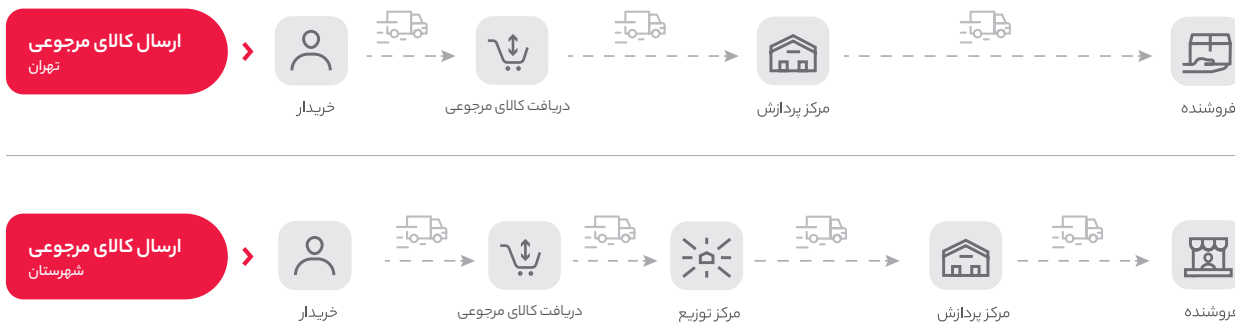 ارسال کالای مرجوعی
تهران
خریدار
دریافت کالای مرجوعی
مرکز پردازش
فروشنده
ارسال کالای مرجوعی
شهرستان
خریدار
دریافت کالای مرجوعی
مرکز توزیع
مرکز پردازش
فروشنده